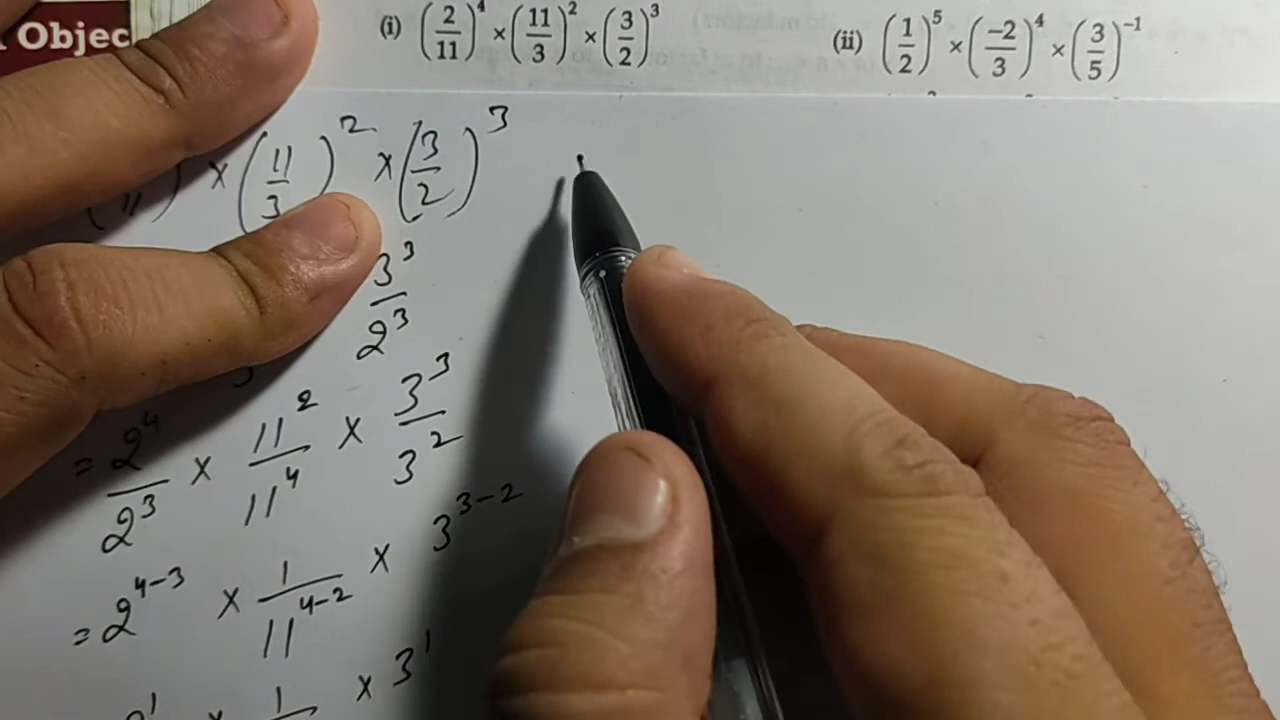 Objec
(i) (2/11)^4 × (11/3)^2 × (3/2)^3
(ii) (1/2)^5 × (-2/3)^4 × (3/5)^-1
11) × (11/3)^2 × (3/2)^3
3^3/2^3
= 2^4/2^3 × 11^2/11^4 × 3^3/3^2
= 2^4-3 × 1/11^4-2 × 3^3-2
× 1 × 3^1